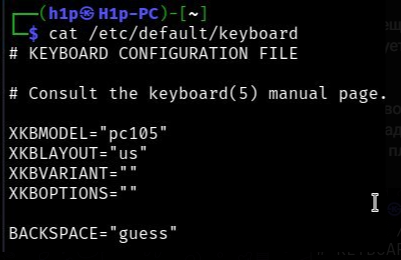 ┌──(h1p㉿H1p-PC)-[~]
└─$ cat /etc/default/keyboard
# KEYBOARD CONFIGURATION FILE

# Consult the keyboard(5) manual page.

XKBMODEL="pc105"
XKBLAYOUT="us"
XKBVARIANT=""
XKBOPTIONS=""

BACKSPACE="guess"